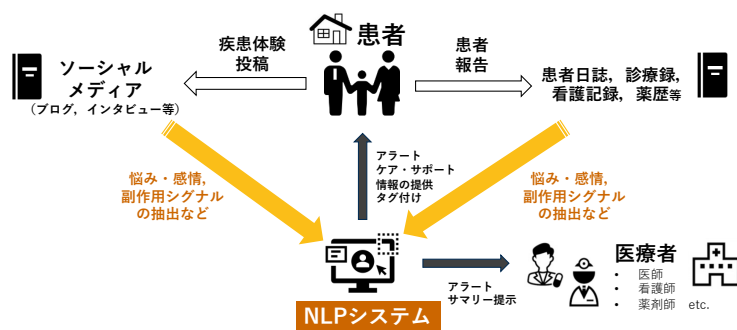 患者
疾患体験
投稿
患者
報告
ソーシャル
メディア
（ブログ，インタビュー等）
患者日誌，診療録，
看護記録，薬歴等
アラート
ケア・サポート
情報の提供
タグ付け
悩み・感情，
副作用シグナル
の抽出など
悩み・感情，
副作用シグナル
の抽出など
医療者
• 医師
• 看護師
• 薬剤師 etc.
アラート
サマリー提示
NLPシステム